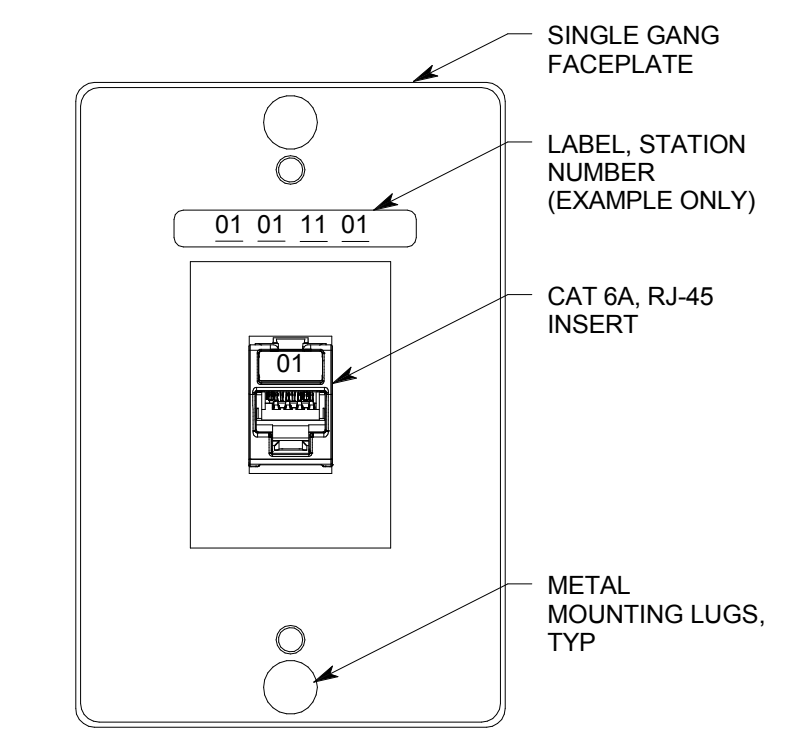 SINGLE GANG
FACEPLATE
LABEL, STATION
NUMBER
(EXAMPLE ONLY)
01 01 11 01
CAT 6A, RJ-45
INSERT
01
METAL
MOUNTING LUGS,
TYP